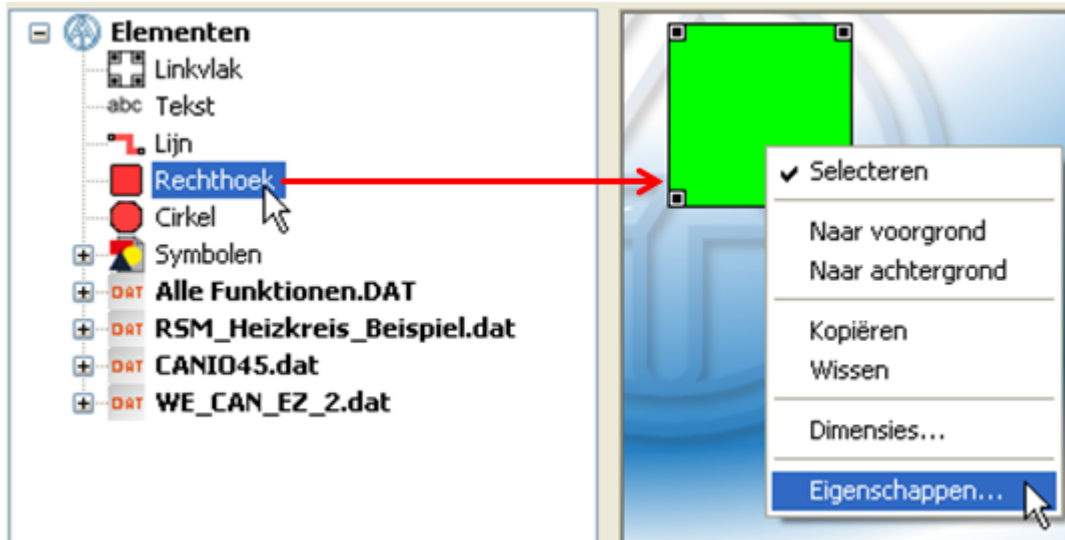 Elementen
Linkvlak
abc Tekst
Lijn
Rechthoek
Cirkel
Symbolen
DAT Alle Funktionen.DAT
DAT RSM_Heizkreis_Beispiel.dat
DAT CANIO45.dat
DAT WE_CAN_EZ_2.dat
Selecteren
Naar voorgrond
Naar achtergrond
Kopiëren
Wissen
Dimensies...
Eigenschappen...